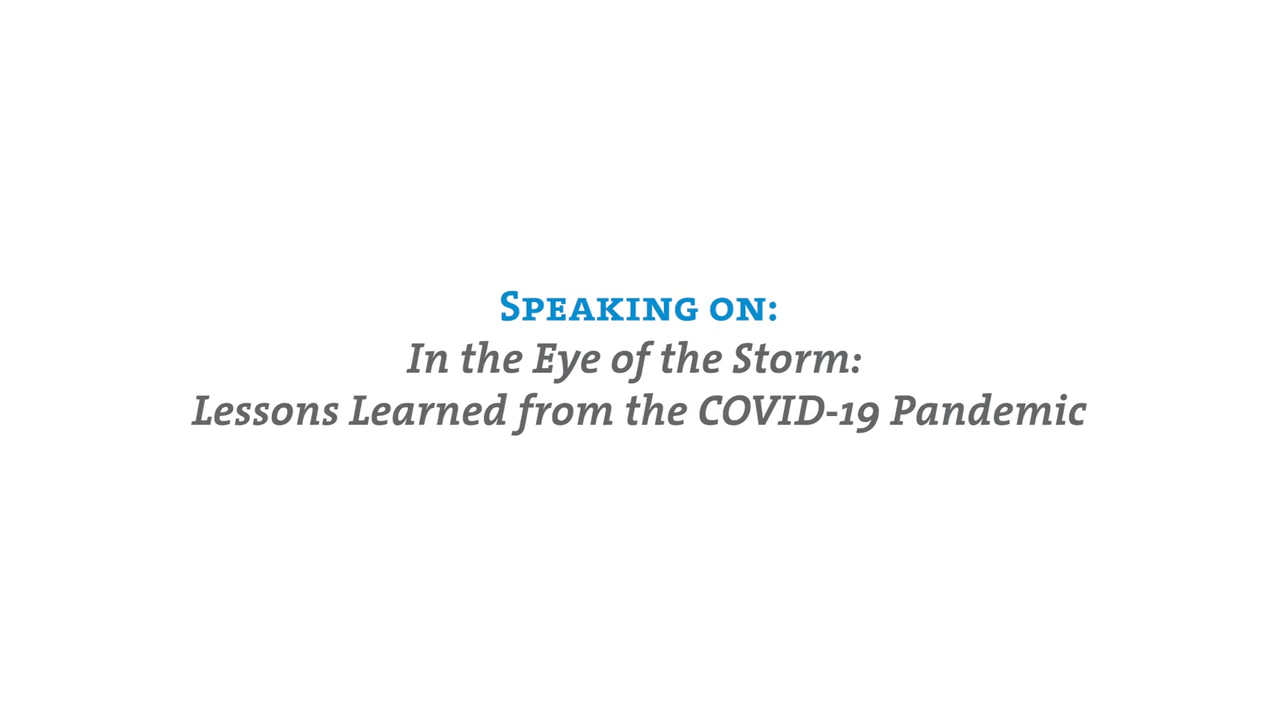 Speaking on:
In the Eye of the Storm:
Lessons Learned from the COVID-19 Pandemic